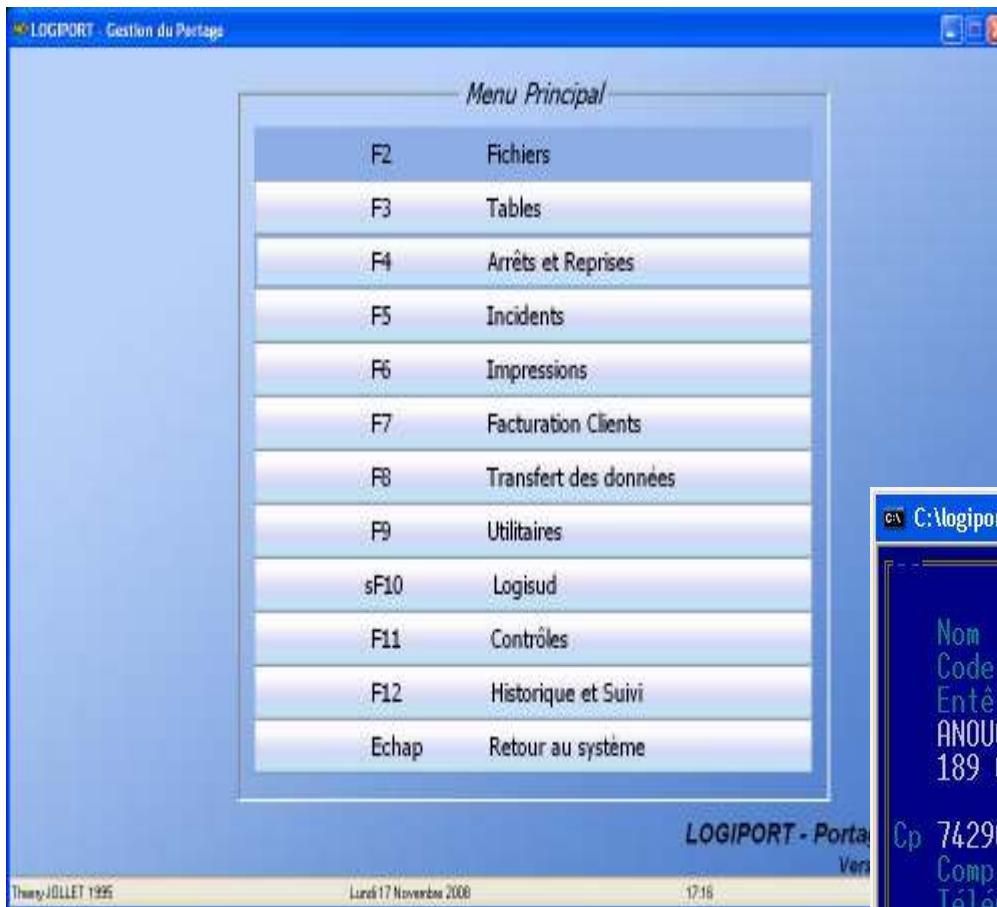 LOGIPORT - Gestion du Portage
Menu Principal
F2 Fichiers
F3 Tables
F4 Arrêts et Reprises
F5 Incidents
F6 Impressions
F7 Facturation Clients
F8 Transfert des données
F9 Utilitaires
sF10 Logisud
F11 Contrôles
F12 Historique et Suivi
Echap Retour au système
LOGIPORT - Porta
Vers
Thierry JOLLET 1995 Lundi 17 Novembre 2008 17:16
C:\logipor
Nom
Code
Entê
ANOU
189
Cp 7429
Comp
Télé